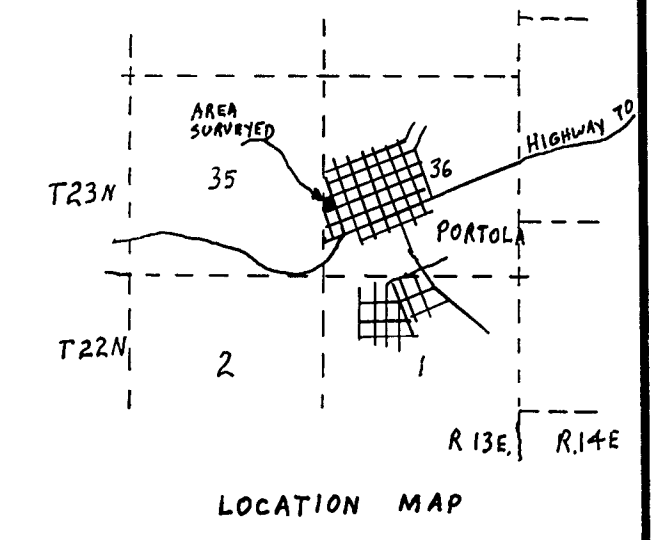 HIGHWAY TO
AREA
SURVEYED
36
35
T23N
PORTOLA
T22N
2
1
R 13E.
R.14E
LOCATION MAP